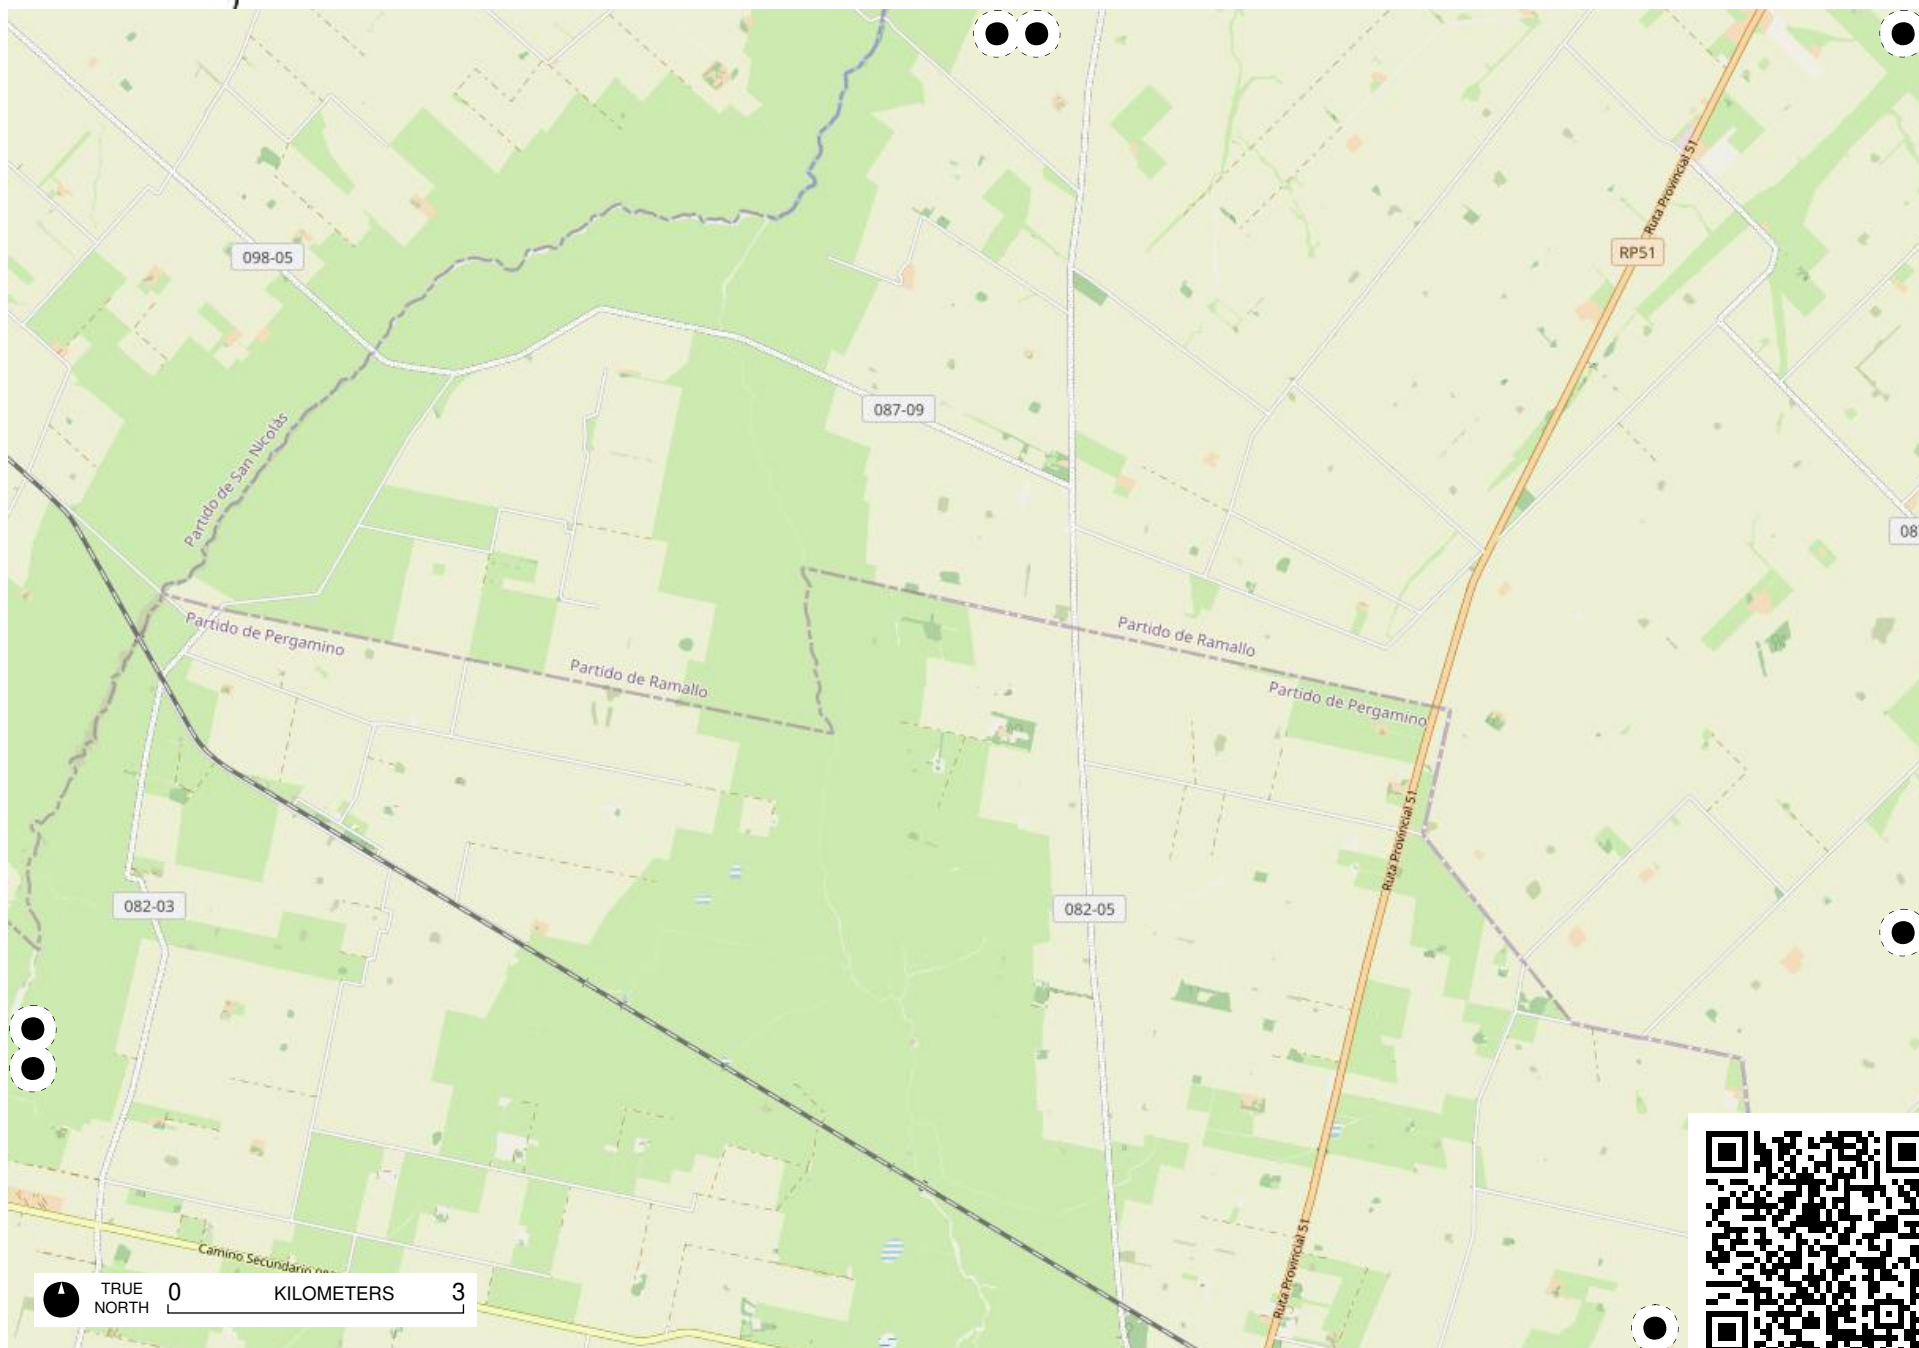 Ruta Provincial 51
RP51
098-05
087-09
Partido de San Nicolás
08
Partido de Pergamino
Partido de Ramallo
Partido de Ramallo
Partido de Pergamino
Ruta Provincial 51
082-03
082-05
Ruta Provincial 51
Camino Secundario
TRUE
NORTH
0 KILOMETERS 3